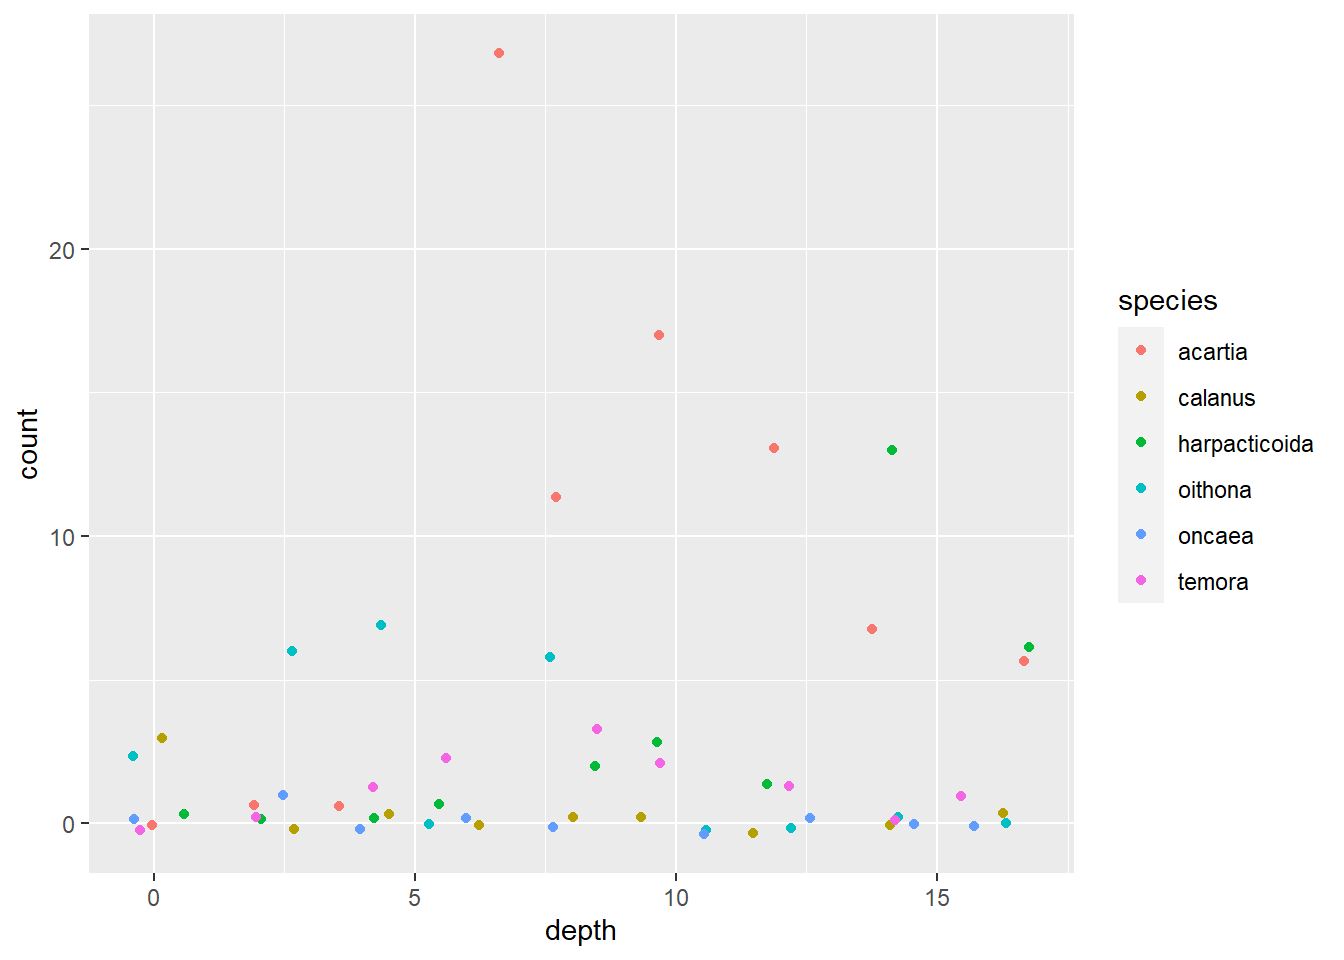 20
10
0
count
0 5 10 15
depth
species
acartia
calanus
harpacticoida
oithona
oncaea
temora